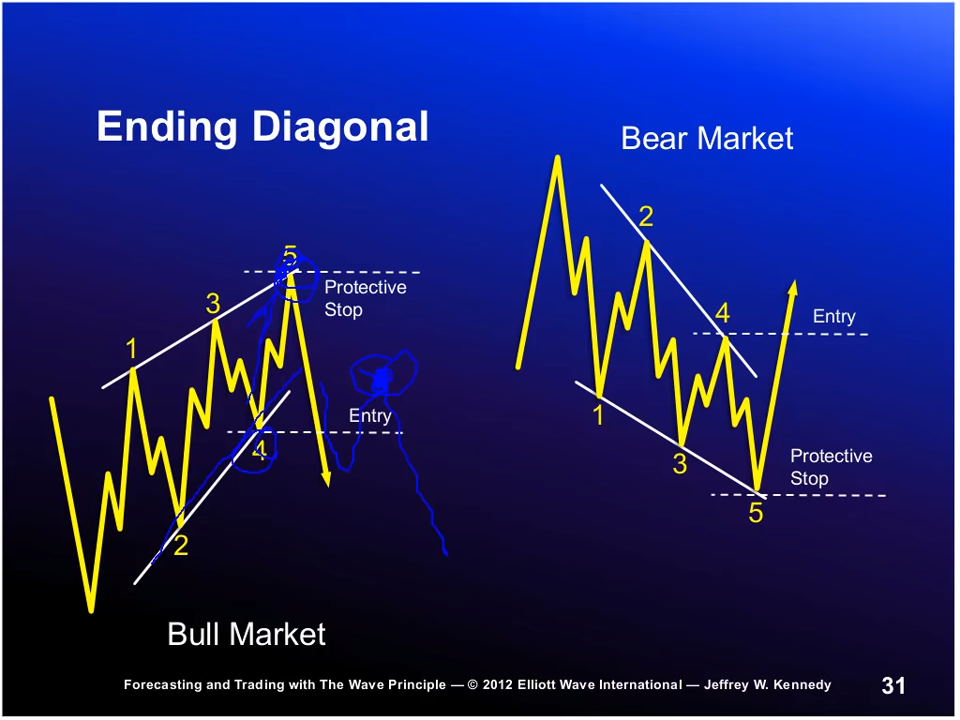 Ending Diagonal
Bear Market
2
5
Protective
Stop
3
4
Entry
1
Entry
1
4
3
Protective
Stop
5
2
Bull Market
Forecasting and Trading with The Wave Principle — © 2012 Elliott Wave International — Jeffrey W. Kennedy
31